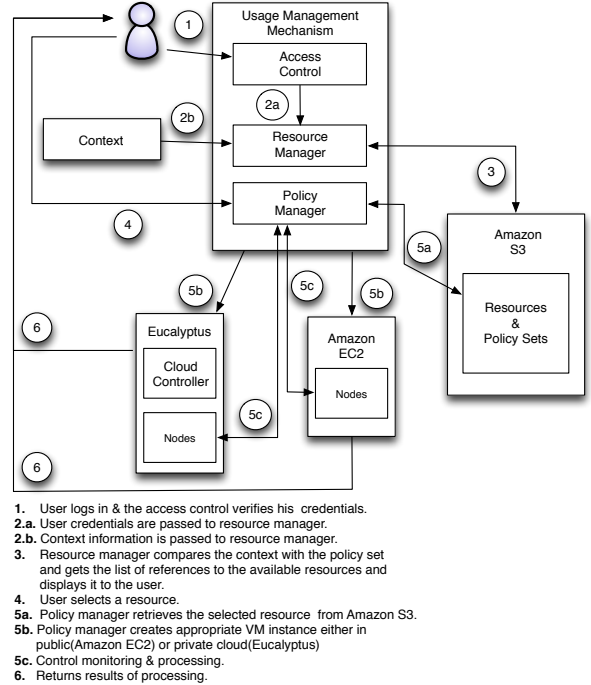 1
Usage Management
Mechanism
Access
Control
2a
2b
Context
Resource
Manager
3
Policy
Manager
4
Amazon
S3
5a
Resources
&
Policy Sets
5b
5c
5b
6
Eucalyptus
Cloud
Controller
Amazon
EC2
Nodes
5c
Nodes
6
1. User logs in & the access control verifies his credentials.
2.a. User credentials are passed to resource manager.
2.b. Context information is passed to resource manager.
3. Resource manager compares the context with the policy set
and gets the list of references to the available resources and
displays it to the user.
4. User selects a resource.
5a. Policy manager retrieves the selected resource from Amazon S3.
5b. Policy manager creates appropriate VM instance either in
public(Amazon EC2) or private cloud(Eucalyptus)
5c. Control monitoring & processing.
6. Returns results of processing.